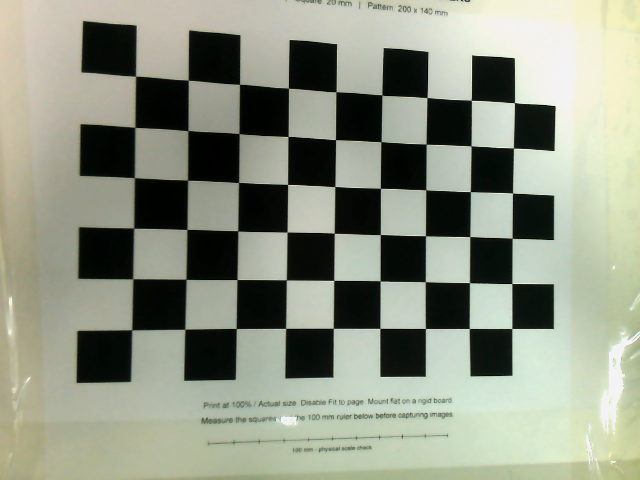 Square: 20 mm | Pattern: 200 x 140 mm
Print at 100% / Actual size. Disable Fit to page. Mount flat on a rigid board
Measure the squares the 100 mm ruler below before capturing images
100 mm - physical scale check